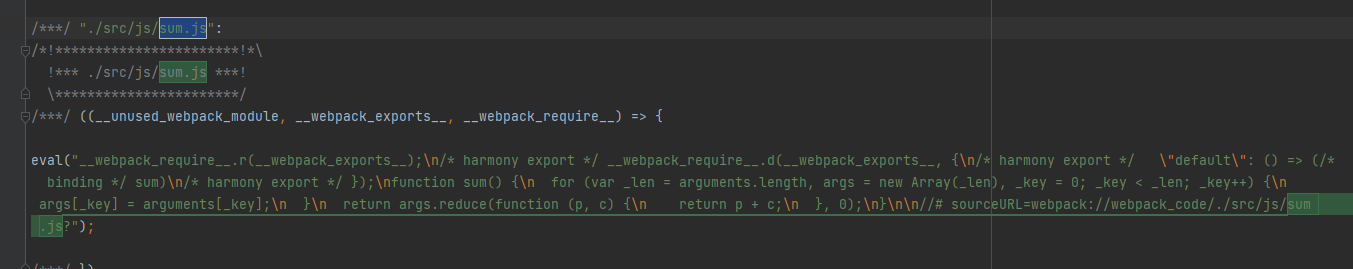 /***/ "./src/js/sum.js":
/*!***********************!*\
  !*** ./src/js/sum.js ***!
  \***********************/
/***/ ((__unused_webpack_module, __webpack_exports__, __webpack_require__) => {
eval("__webpack_require__.r(__webpack_exports__);\n/* harmony export */ __webpack_require__.d(__webpack_exports__, {\n/* harmony export */   \"default\": () => (/*
binding */ sum)\n/* harmony export */ });\nfunction sum() {\n  for (var _len = arguments.length, args = new Array(_len), _key = 0; _key < _len; _key++) {\n
args[_key] = arguments[_key];\n  }\n  return args.reduce(function (p, c) {\n    return p + c;\n  }, 0);\n}\n\n//# sourceURL=webpack://webpack_code/./src/js/sum
.js?");